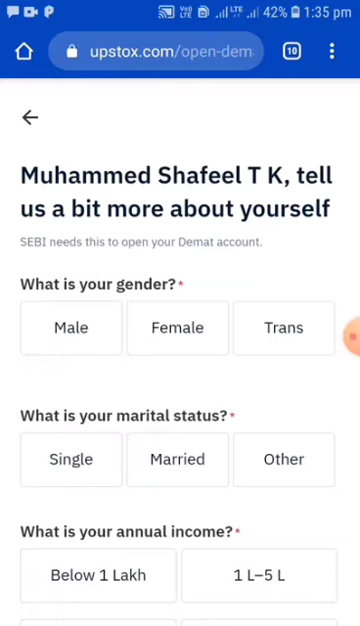 42% 1:35 pm
upstox.com/open-dem
10
Muhammed Shafeel T K, tell
us a bit more about yourself
SEBI needs this to open your Demat account.
What is your gender?*
Male Female Trans
What is your marital status?*
Single Married Other
What is your annual income?*
Below 1 Lakh 1 L–5 L